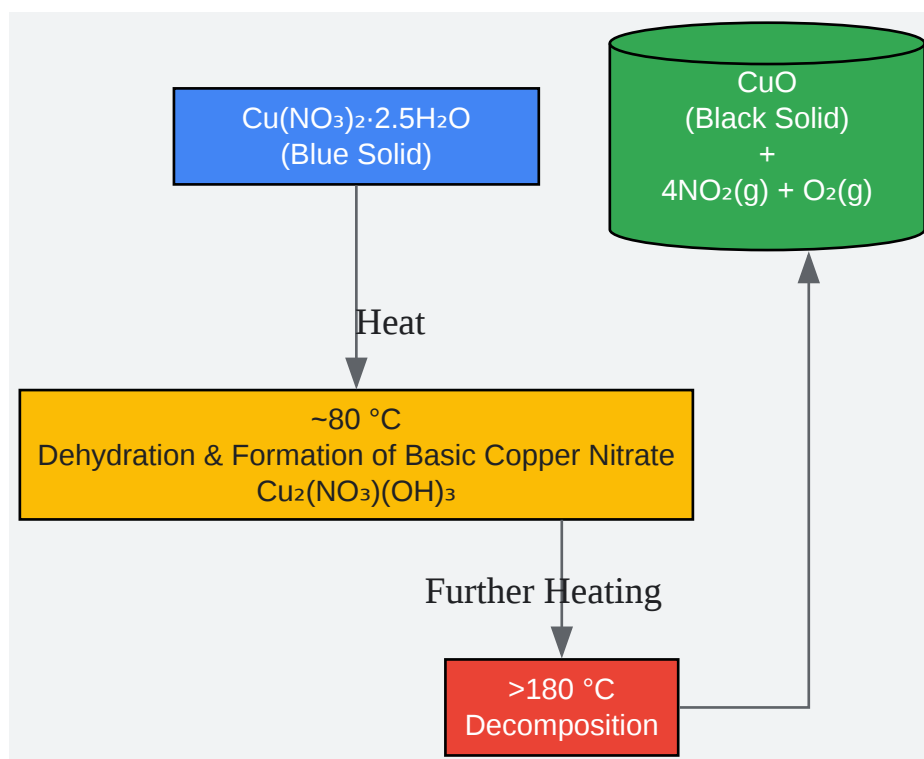 Cu(NO₃)₂·2.5H₂O
(Blue Solid)
Heat
~80 °C
Dehydration & Formation of Basic Copper Nitrate
Cu₂(NO₃)(OH)₃
Further Heating
>180 °C
Decomposition
CuO
(Black Solid)
+
4NO₂(g) + O₂(g)